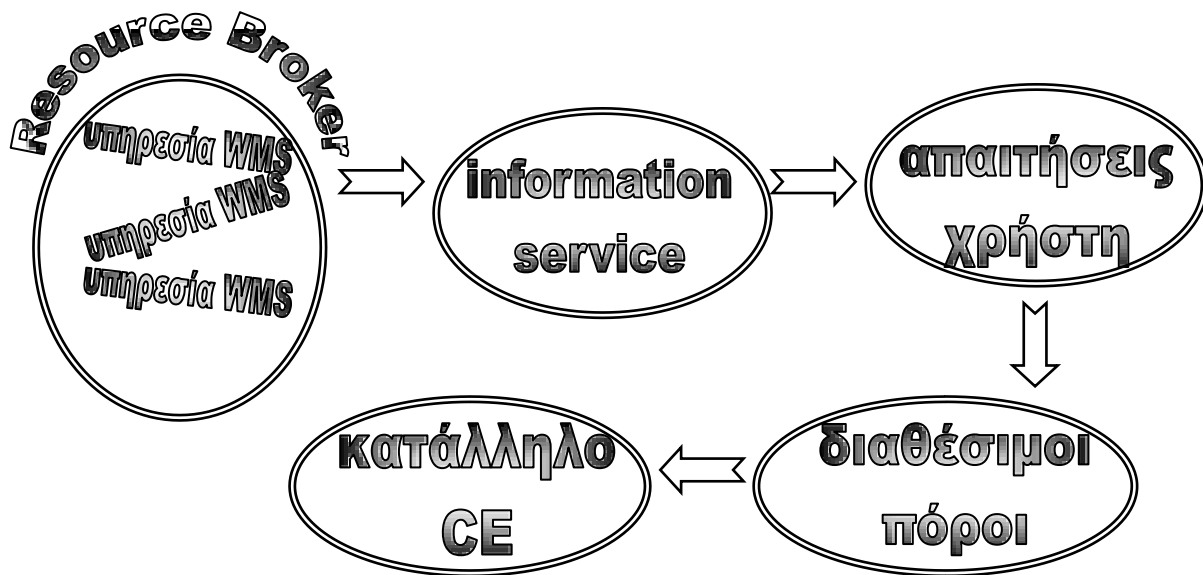 Resource Broker
υπηρεσία WMS
υπηρεσία WMS
υπηρεσία WMS
information
service
απαιτήσεις
χρήστη
διαθέσιμοι
πόροι
κατάλληλο
CE